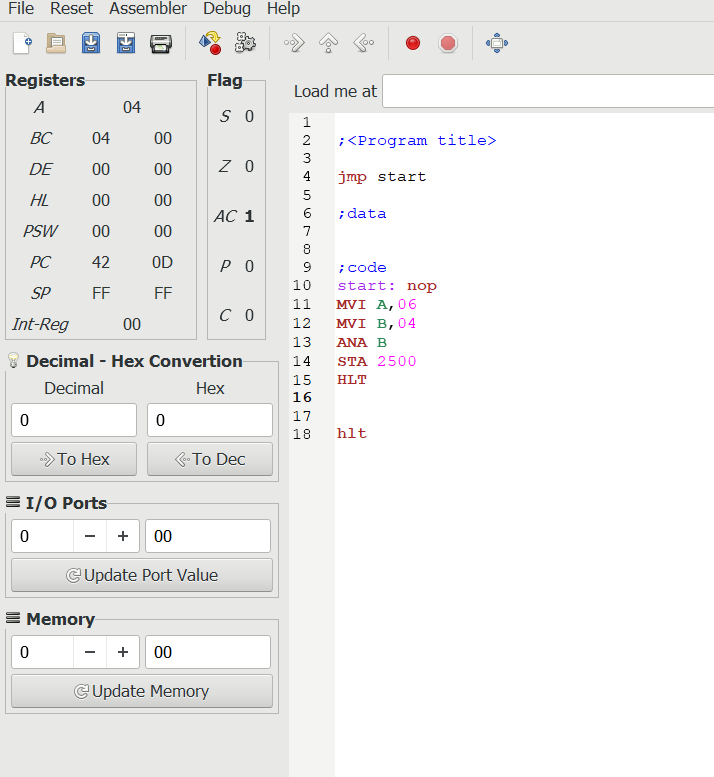 File Reset Assembler Debug Help
Registers
A 04
BC 04 00
DE 00 00
HL 00 00
PSW 00 00
PC 42 0D
SP FF FF
Int-Reg 00
Flag
S 0
Z 0
AC 1
P 0
C 0
Decimal - Hex Convertion
Decimal Hex
0 0
To Hex To Dec
I/O Ports
0 − + 00
Update Port Value
Memory
0 − + 00
Update Memory
Load me at
1
2 ;<Program title>
3
4 jmp start
5
6 ;data
7
8
9 ;code
10 start: nop
11 MVI A,06
12 MVI B,04
13 ANA B
14 STA 2500
15 HLT
16
17
18 hlt